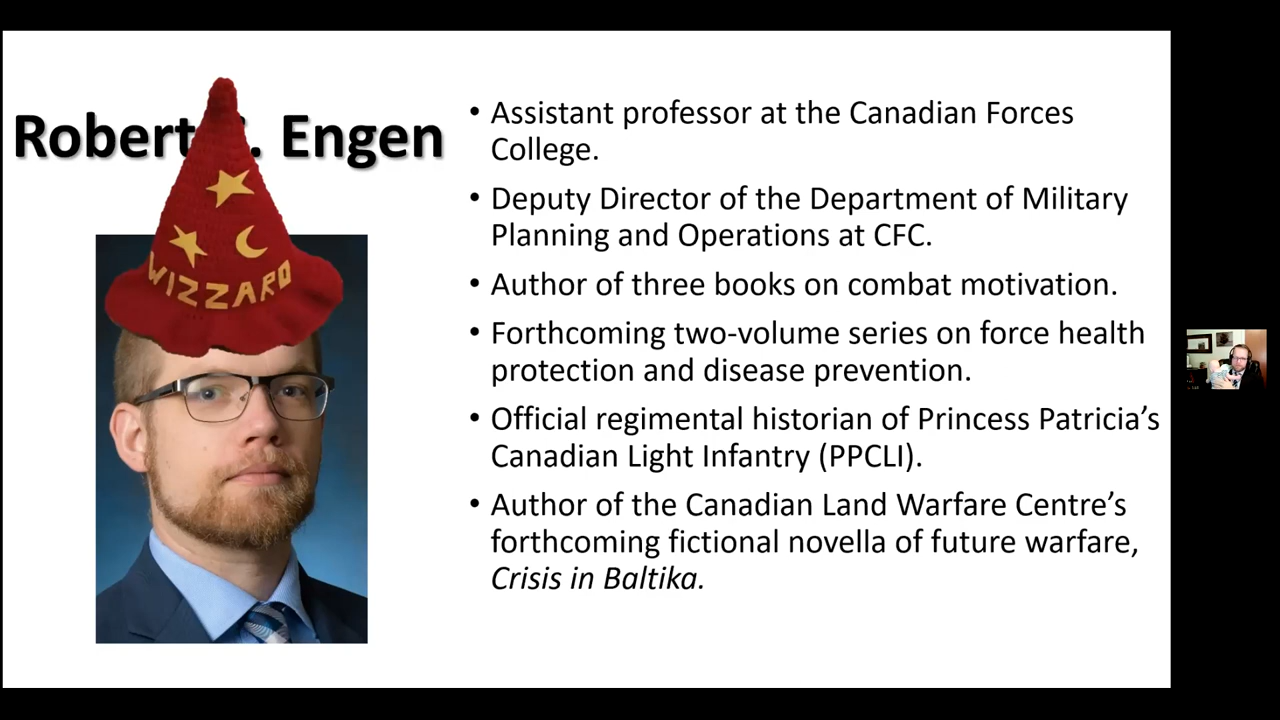 Robert . Engen
WIZZARD
• Assistant professor at the Canadian Forces
College.
• Deputy Director of the Department of Military
Planning and Operations at CFC.
• Author of three books on combat motivation.
• Forthcoming two-volume series on force health
protection and disease prevention.
• Official regimental historian of Princess Patricia’s
Canadian Light Infantry (PPCLI).
• Author of the Canadian Land Warfare Centre’s
forthcoming fictional novella of future warfare,
Crisis in Baltika.